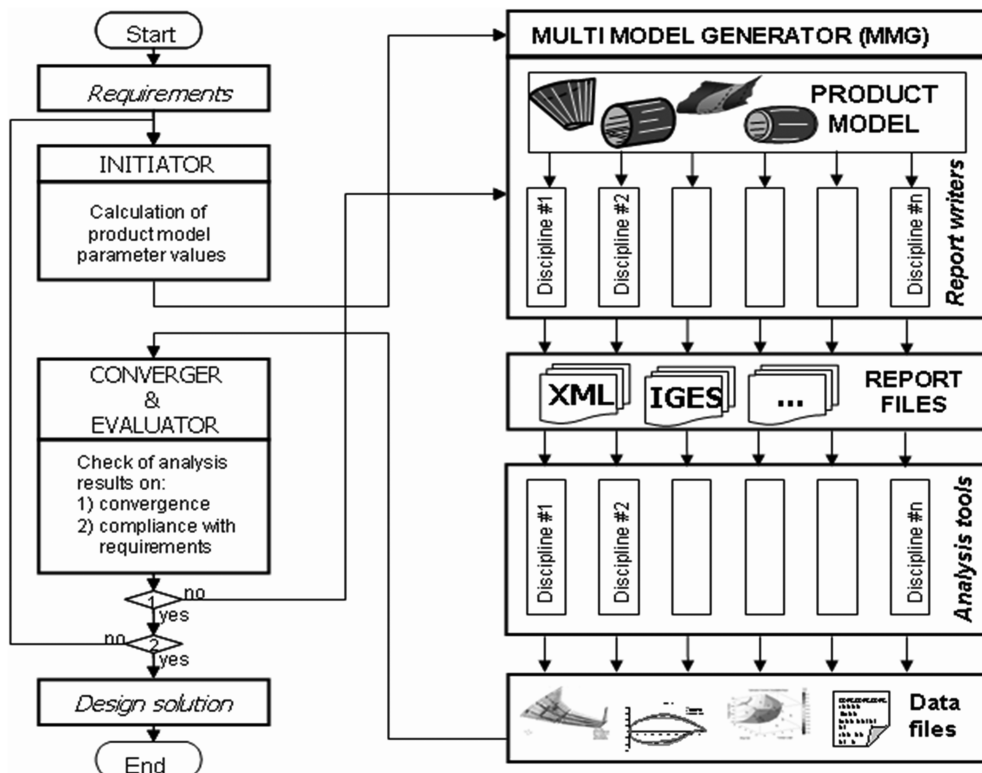 Start
Requirements
INITIATOR
Calculation of
product model
parameter values
CONVERGER
&
EVALUATOR
Check of analysis
results on:
1) convergence
2) compliance with
requirements
1
no
yes
no
2
yes
Design solution
End
MULTI MODEL GENERATOR (MMG)
PRODUCT
MODEL
Discipline #1
Discipline #2
Discipline #n
Report writers
XML
IGES
...
REPORT
FILES
Discipline #1
Discipline #2
Discipline #n
Analysis tools
Data
files